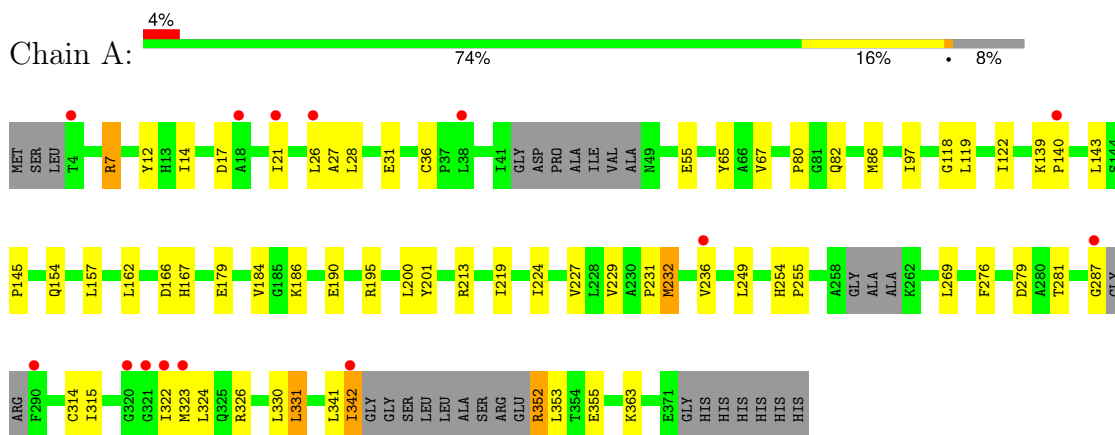 4%
Chain A:
74% 16% • 8%
MET SER LEU T4 R7 Y12 H13 I14 D17 A18 I21 L26 A27 L28 E31 C36 P37 L38 I41 GLY ASP PRO ALA ILE VAL ALA N49 E55 Y65 A66 V67 P80 G81 Q82 M86 I97 G118 L119 I122 K139 P140 L143 S144
P145 Q154 L157 L162 D166 H167 E179 V184 G185 K186 E190 R195 L200 Y201 R213 I219 I224 V227 L228 V229 A230 P231 M232 V236 L249 H254 P255 A258 GLY ALA ALA K262 L269 F276 D279 A280 T281 G287 GLY
ARG F290 C314 I315 G320 G321 I322 M323 L324 Q325 R326 L330 L331 L341 I342 GLY GLY SER LEU LEU ALA SER ARG GLU R352 L353 T354 E355 K363 E371 GLY HIS HIS HIS HIS HIS HIS